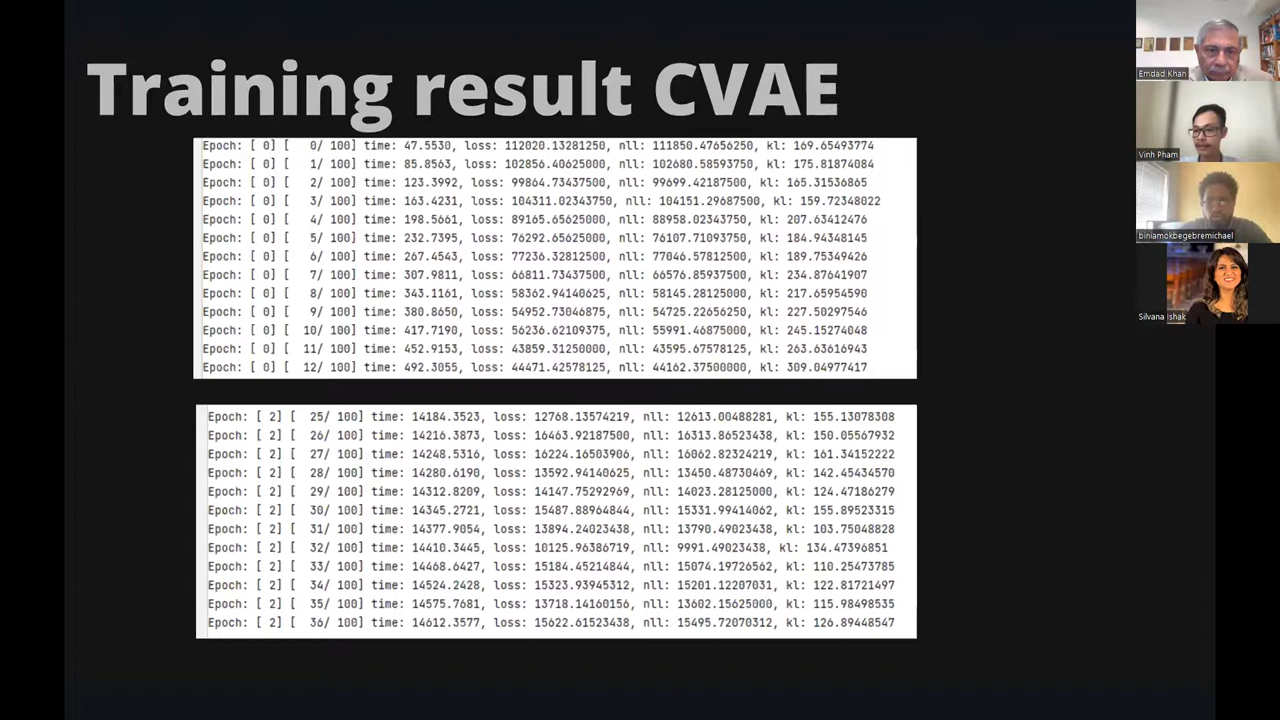 Training result CVAE
Epoch: [ 0] [ 0/ 100] time: 47.5530, loss: 112020.13281250, nll: 111850.47656250, kl: 169.65493774
Epoch: [ 0] [ 1/ 100] time: 85.8593, loss: 102856.40625000, nll: 102680.58593750, kl: 175.81874084
Epoch: [ 0] [ 2/ 100] time: 123.3992, loss: 99864.73437500, nll: 99699.42187500, kl: 165.31536865
Epoch: [ 0] [ 3/ 100] time: 163.4231, loss: 104311.02343750, nll: 104151.29687500, kl: 159.72348022
Epoch: [ 0] [ 4/ 100] time: 198.5661, loss: 89165.65625000, nll: 88958.02343750, kl: 207.63412476
Epoch: [ 0] [ 5/ 100] time: 232.7595, loss: 76292.65625000, nll: 76107.71093750, kl: 184.94348145
Epoch: [ 0] [ 6/ 100] time: 267.4543, loss: 77236.32812500, nll: 77046.57812500, kl: 189.75349426
Epoch: [ 0] [ 7/ 100] time: 307.9811, loss: 66811.73437500, nll: 66576.85937500, kl: 234.87641907
Epoch: [ 0] [ 8/ 100] time: 343.1161, loss: 58362.94140625, nll: 58145.28125000, kl: 217.65954590
Epoch: [ 0] [ 9/ 100] time: 380.8650, loss: 54952.73046875, nll: 54725.22656250, kl: 227.50297546
Epoch: [ 0] [ 10/ 100] time: 417.7190, loss: 56236.62109375, nll: 55991.46875000, kl: 245.15274048
Epoch: [ 0] [ 11/ 100] time: 452.9153, loss: 43859.31250000, nll: 43595.67578125, kl: 263.63616943
Epoch: [ 0] [ 12/ 100] time: 492.3055, loss: 44471.42578125, nll: 44162.37500000, kl: 309.04977417
Epoch: [ 2] [ 25/ 100] time: 14184.3523, loss: 12768.13574219, nll: 12613.00488281, kl: 155.13078308
Epoch: [ 2] [ 26/ 100] time: 14216.3873, loss: 16463.92187500, nll: 16313.86523438, kl: 150.05567932
Epoch: [ 2] [ 27/ 100] time: 14248.5316, loss: 16224.16503906, nll: 16062.82324219, kl: 161.34152222
Epoch: [ 2] [ 28/ 100] time: 14280.6190, loss: 13592.94140625, nll: 13450.48730469, kl: 142.45434570
Epoch: [ 2] [ 29/ 100] time: 14312.8209, loss: 14147.75292969, nll: 14023.28125000, kl: 124.47186279
Epoch: [ 2] [ 30/ 100] time: 14345.2721, loss: 15487.88964844, nll: 15331.99414062, kl: 155.89523315
Epoch: [ 2] [ 31/ 100] time: 14377.9054, loss: 13894.24023438, nll: 13790.49023438, kl: 103.75048828
Epoch: [ 2] [ 32/ 100] time: 14410.3445, loss: 10125.96386719, nll: 9991.49023438, kl: 134.47396851
Epoch: [ 2] [ 33/ 100] time: 14468.6427, loss: 15184.45214844, nll: 15074.19726562, kl: 110.25473785
Epoch: [ 2] [ 34/ 100] time: 14524.2428, loss: 15323.93945312, nll: 15201.12207031, kl: 122.81721497
Epoch: [ 2] [ 35/ 100] time: 14575.7681, loss: 13718.14160156, nll: 13602.15625000, kl: 115.98498535
Epoch: [ 2] [ 36/ 100] time: 14612.3577, loss: 15622.61523438, nll: 15495.72070312, kl: 126.89448547
Emdad Khan
Vinh Pham
biniamokbegebremichael
Silvana Ishak